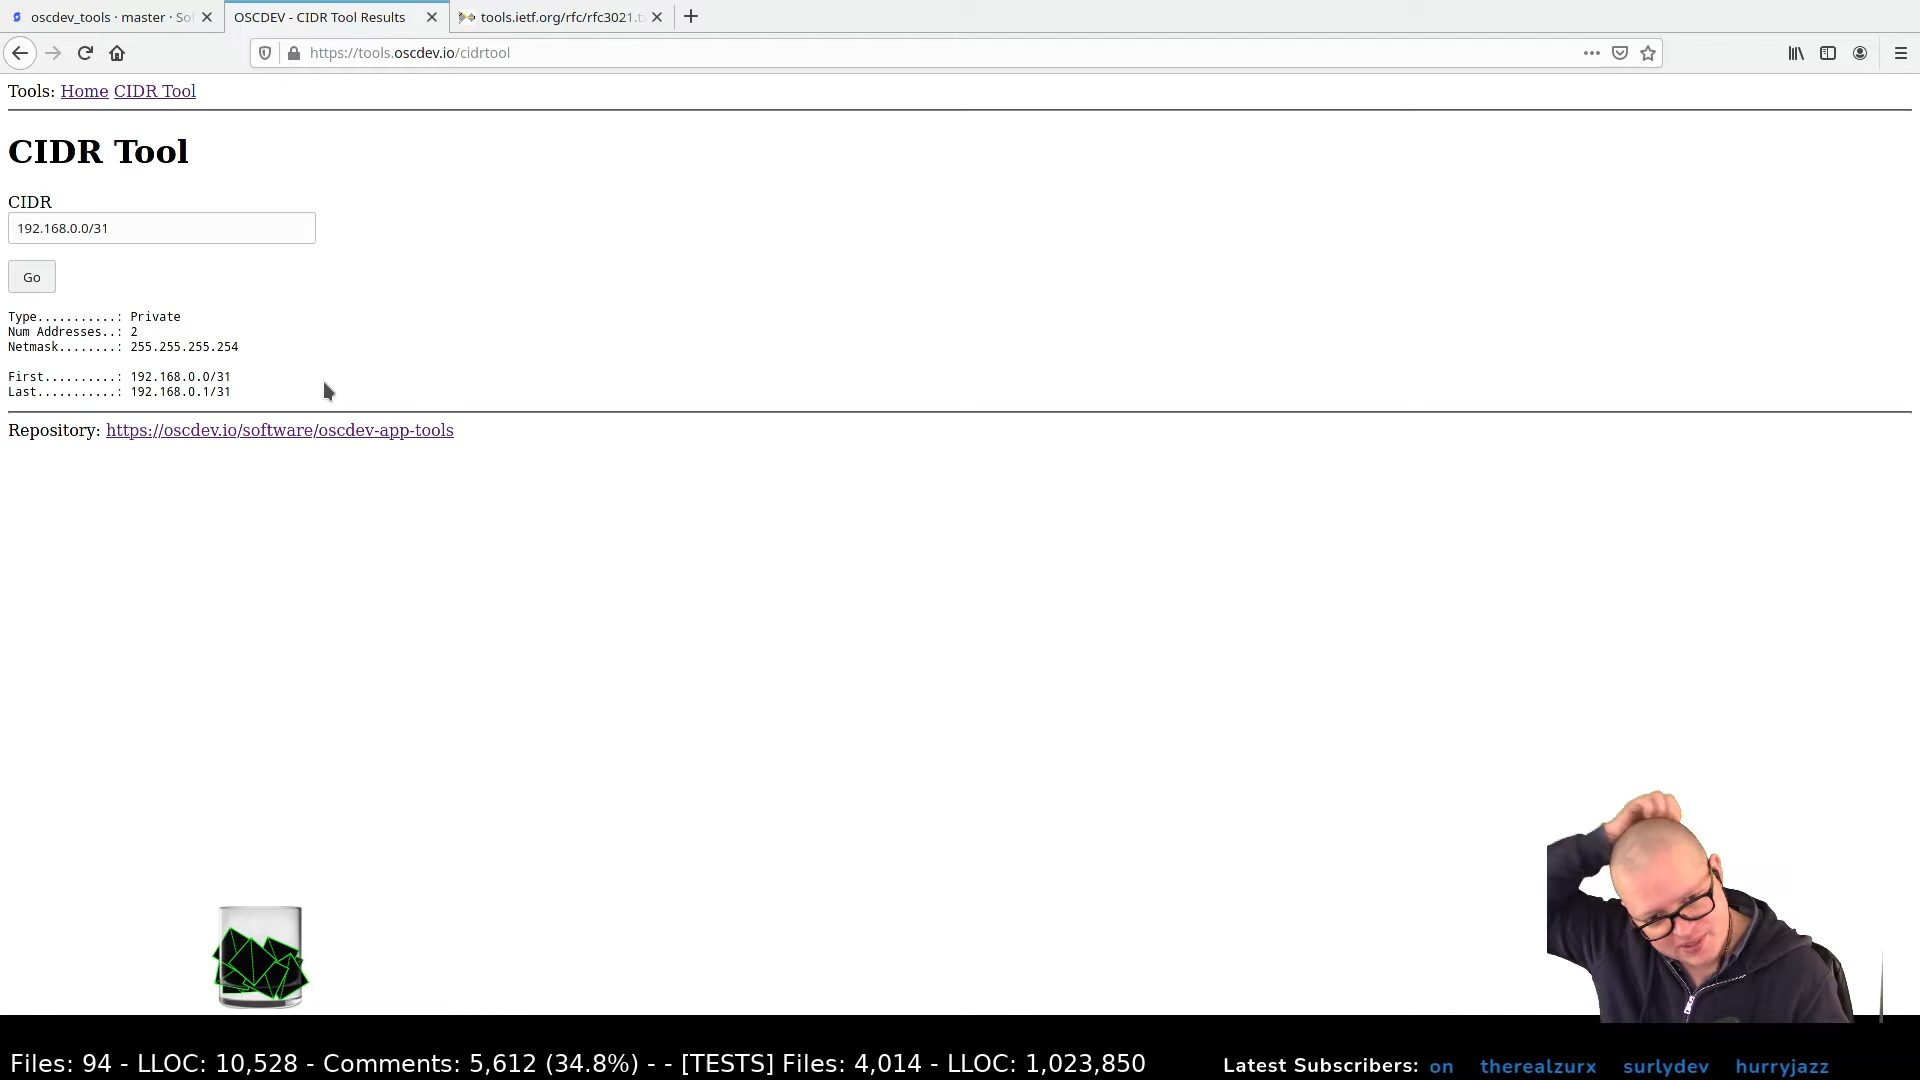 oscdev_tools · master · So
OSCDEV - CIDR Tool Results
tools.ietf.org/rfc/rfc3021.t
https://tools.oscdev.io/cidrtool
Tools: Home CIDR Tool
CIDR Tool
CIDR
192.168.0.0/31
Go
Type...........: Private
Num Addresses..: 2
Netmask........: 255.255.255.254
First..........: 192.168.0.0/31
Last...........: 192.168.0.1/31
Repository: https://oscdev.io/software/oscdev-app-tools
Files: 94 - LLOC: 10,528 - Comments: 5,612 (34.8%) - - [TESTS] Files: 4,014 - LLOC: 1,023,850
Latest Subscribers: on therealzurx surlydev hurryjazz